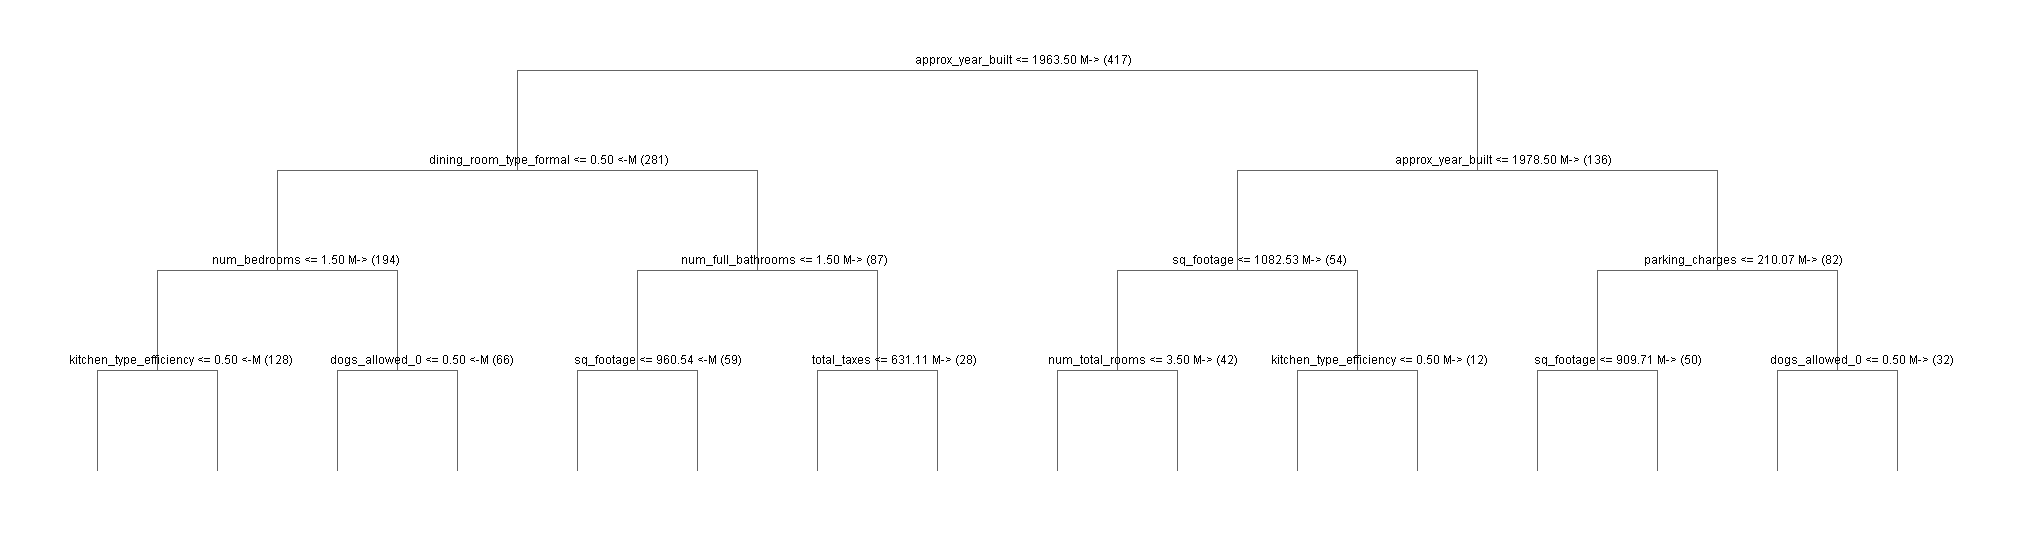 approx_year_built <= 1963.50 M-> (417)
dining_room_type_formal <= 0.50 <-M (281)
approx_year_built <= 1978.50 M-> (136)
num_bedrooms <= 1.50 M-> (194)
num_full_bathrooms <= 1.50 M-> (87)
sq_footage <= 1082.53 M-> (54)
parking_charges <= 210.07 M-> (82)
kitchen_type_efficiency <= 0.50 <-M (128)
dogs_allowed_0 <= 0.50 <-M (66)
sq_footage <= 960.54 <-M (59)
total_taxes <= 631.11 M-> (28)
num_total_rooms <= 3.50 M-> (42)
kitchen_type_efficiency <= 0.50 M-> (12)
sq_footage <= 909.71 M-> (50)
dogs_allowed_0 <= 0.50 M-> (32)